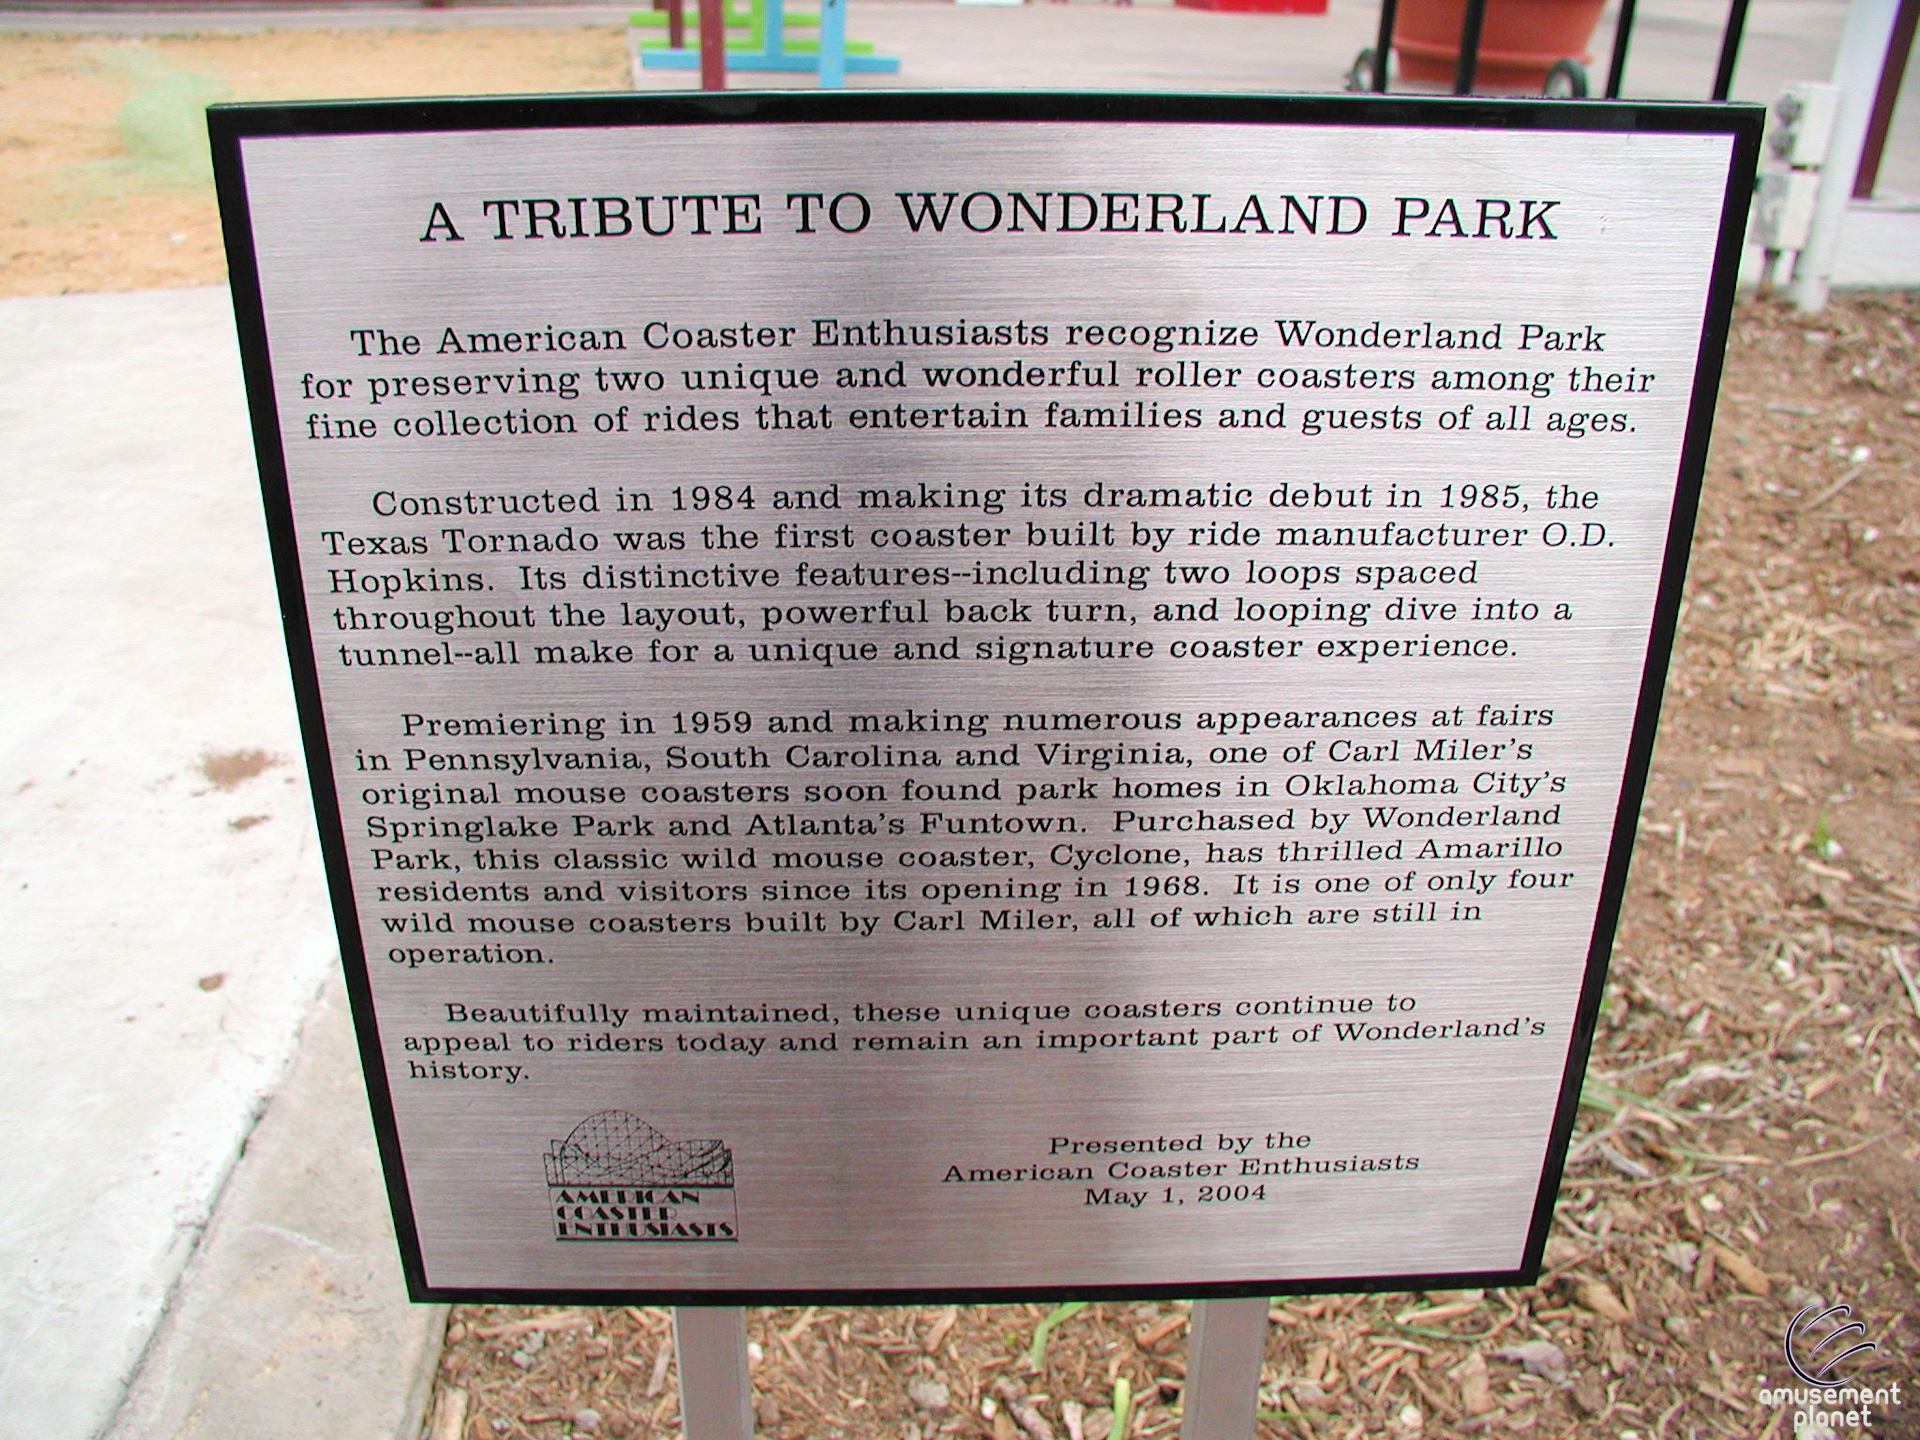 A TRIBUTE TO WONDERLAND PARK
The American Coaster Enthusiasts recognize Wonderland Park
for preserving two unique and wonderful roller coasters among their
fine collection of rides that entertain families and guests of all ages.
Constructed in 1984 and making its dramatic debut in 1985, the
Texas Tornado was the first coaster built by ride manufacturer O.D.
Hopkins. Its distinctive features--including two loops spaced
throughout the layout, powerful back turn, and looping dive into a
tunnel--all make for a unique and signature coaster experience.
Premiering in 1959 and making numerous appearances at fairs
in Pennsylvania, South Carolina and Virginia, one of Carl Miler's
original mouse coasters soon found park homes in Oklahoma City's
Springlake Park and Atlanta's Funtown. Purchased by Wonderland
Park, this classic wild mouse coaster, Cyclone, has thrilled Amarillo
residents and visitors since its opening in 1968. It is one of only four
wild mouse coasters built by Carl Miler, all of which are still in
operation.
Beautifully maintained, these unique coasters continue to
appeal to riders today and remain an important part of Wonderland's
history.
AMERICAN
COASTER
ENTHUSIASTS
Presented by the
American Coaster Enthusiasts
May 1, 2004
amusement
planet